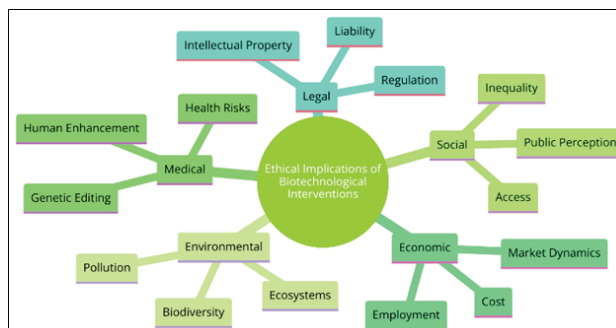 Liability
Intellectual Property
Regulation
Legal
Inequality
Health Risks
Human Enhancement
Social
Public Perception
Medical
Ethical Implications of
Biotechnological
Interventions
Genetic Editing
Access
Environmental
Economic
Market Dynamics
Pollution
Ecosystems
Cost
Biodiversity
Employment